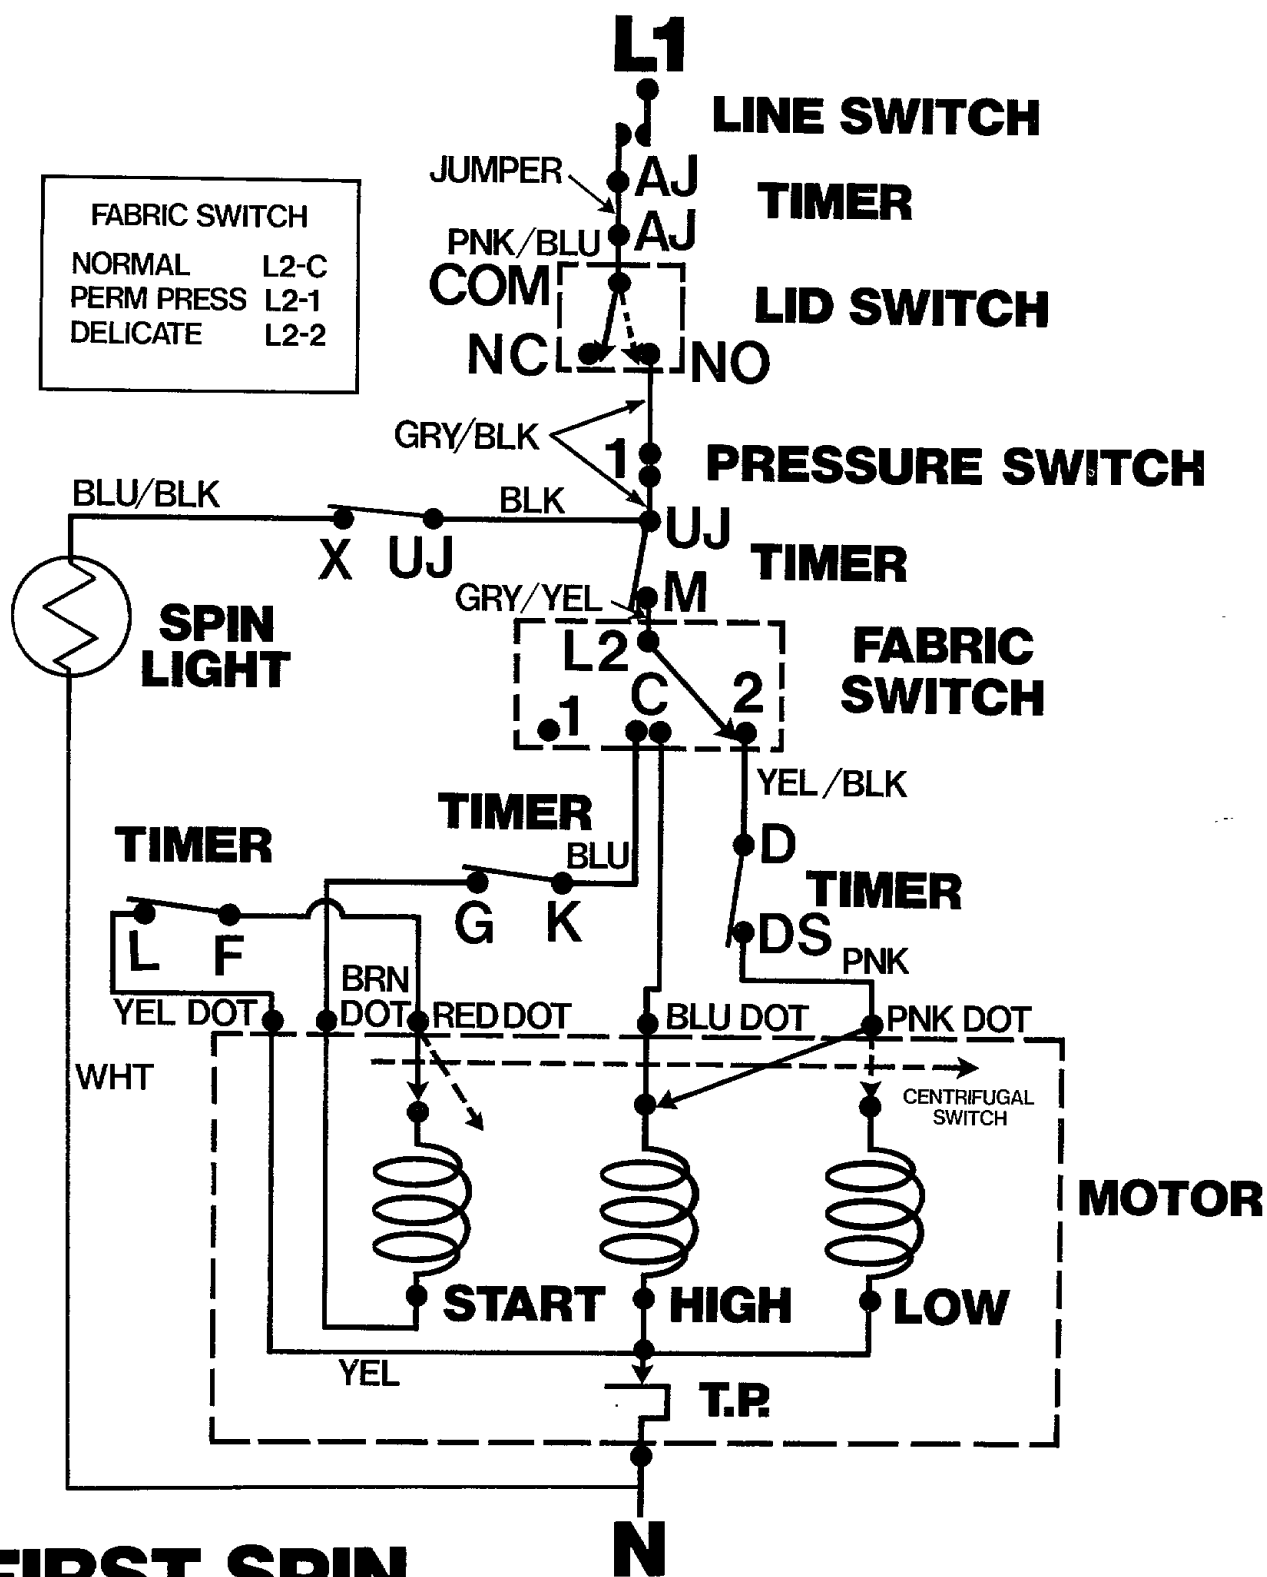 L1
LINE SWITCH
JUMPER
AJ
TIMER
AJ
PNK/BLU
FABRIC SWITCH
NORMAL L2-C
PERM PRESS L2-1
DELICATE L2-2
COM
LID SWITCH
NC
NO
GRY/BLK
1
PRESSURE SWITCH
BLU/BLK
BLK
X
UJ
UJ
TIMER
GRY/YEL
M
SPIN
LIGHT
L2
FABRIC
SWITCH
C
2
1
YEL/BLK
TIMER
TIMER
BLU
D
TIMER
G
K
L
F
DS
PNK
BRN
DOT
YEL DOT
RED DOT
BLU DOT
PNK DOT
WHT
CENTRIFUGAL
SWITCH
MOTOR
START
HIGH
LOW
YEL
T.P.
N
FIRST SPIN